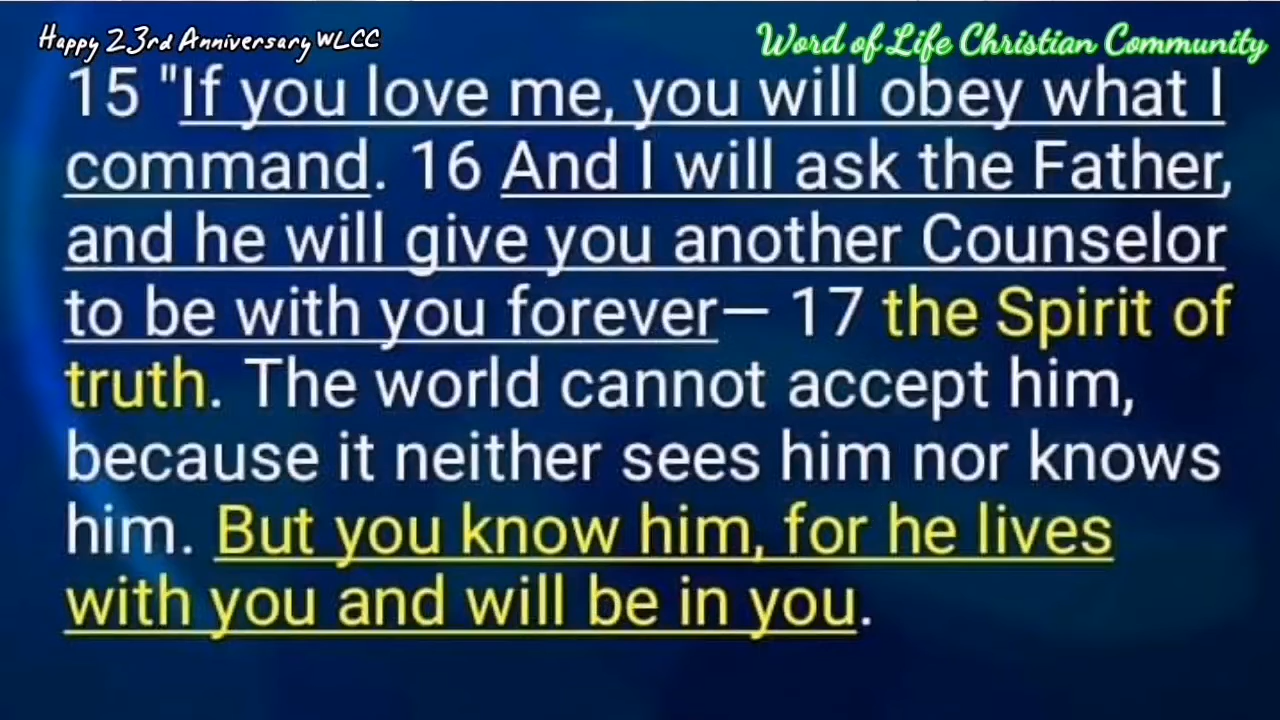 Happy 23rd Anniversary WLCC
Word of Life Christian Community
15 "If you love me, you will obey what I
command. 16 And I will ask the Father,
and he will give you another Counselor
to be with you forever— 17 the Spirit of
truth. The world cannot accept him,
because it neither sees him nor knows
him. But you know him, for he lives
with you and will be in you.